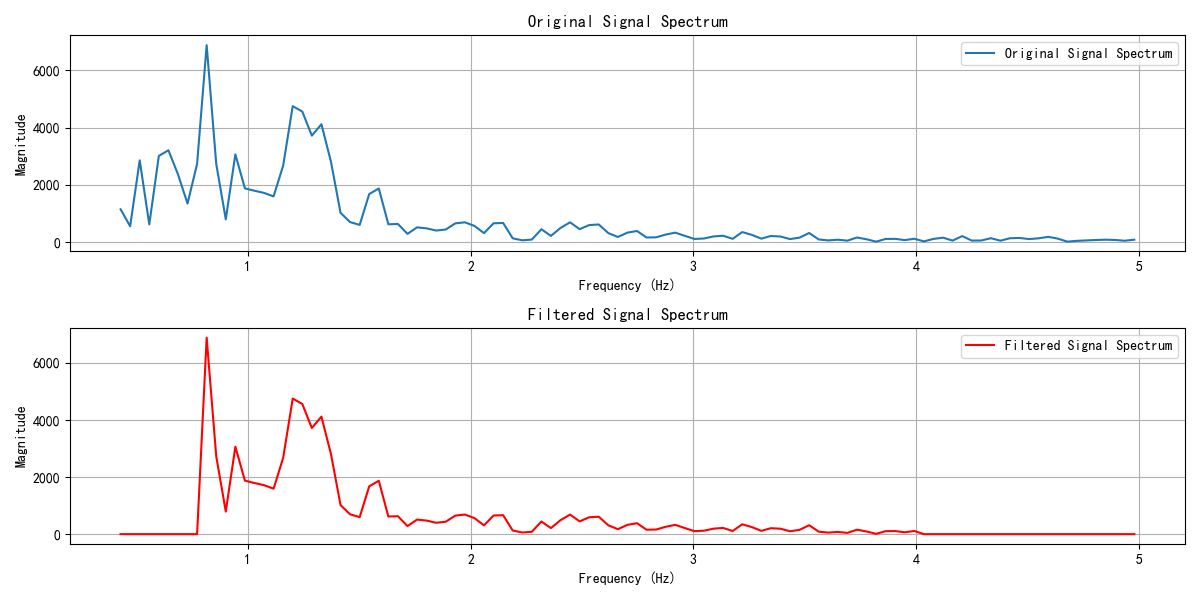 Original Signal Spectrum
Original Signal Spectrum
6000
4000
2000
0
Magnitude
1 2 3 4 5
Frequency (Hz)
Filtered Signal Spectrum
Filtered Signal Spectrum
6000
4000
2000
0
Magnitude
1 2 3 4 5
Frequency (Hz)